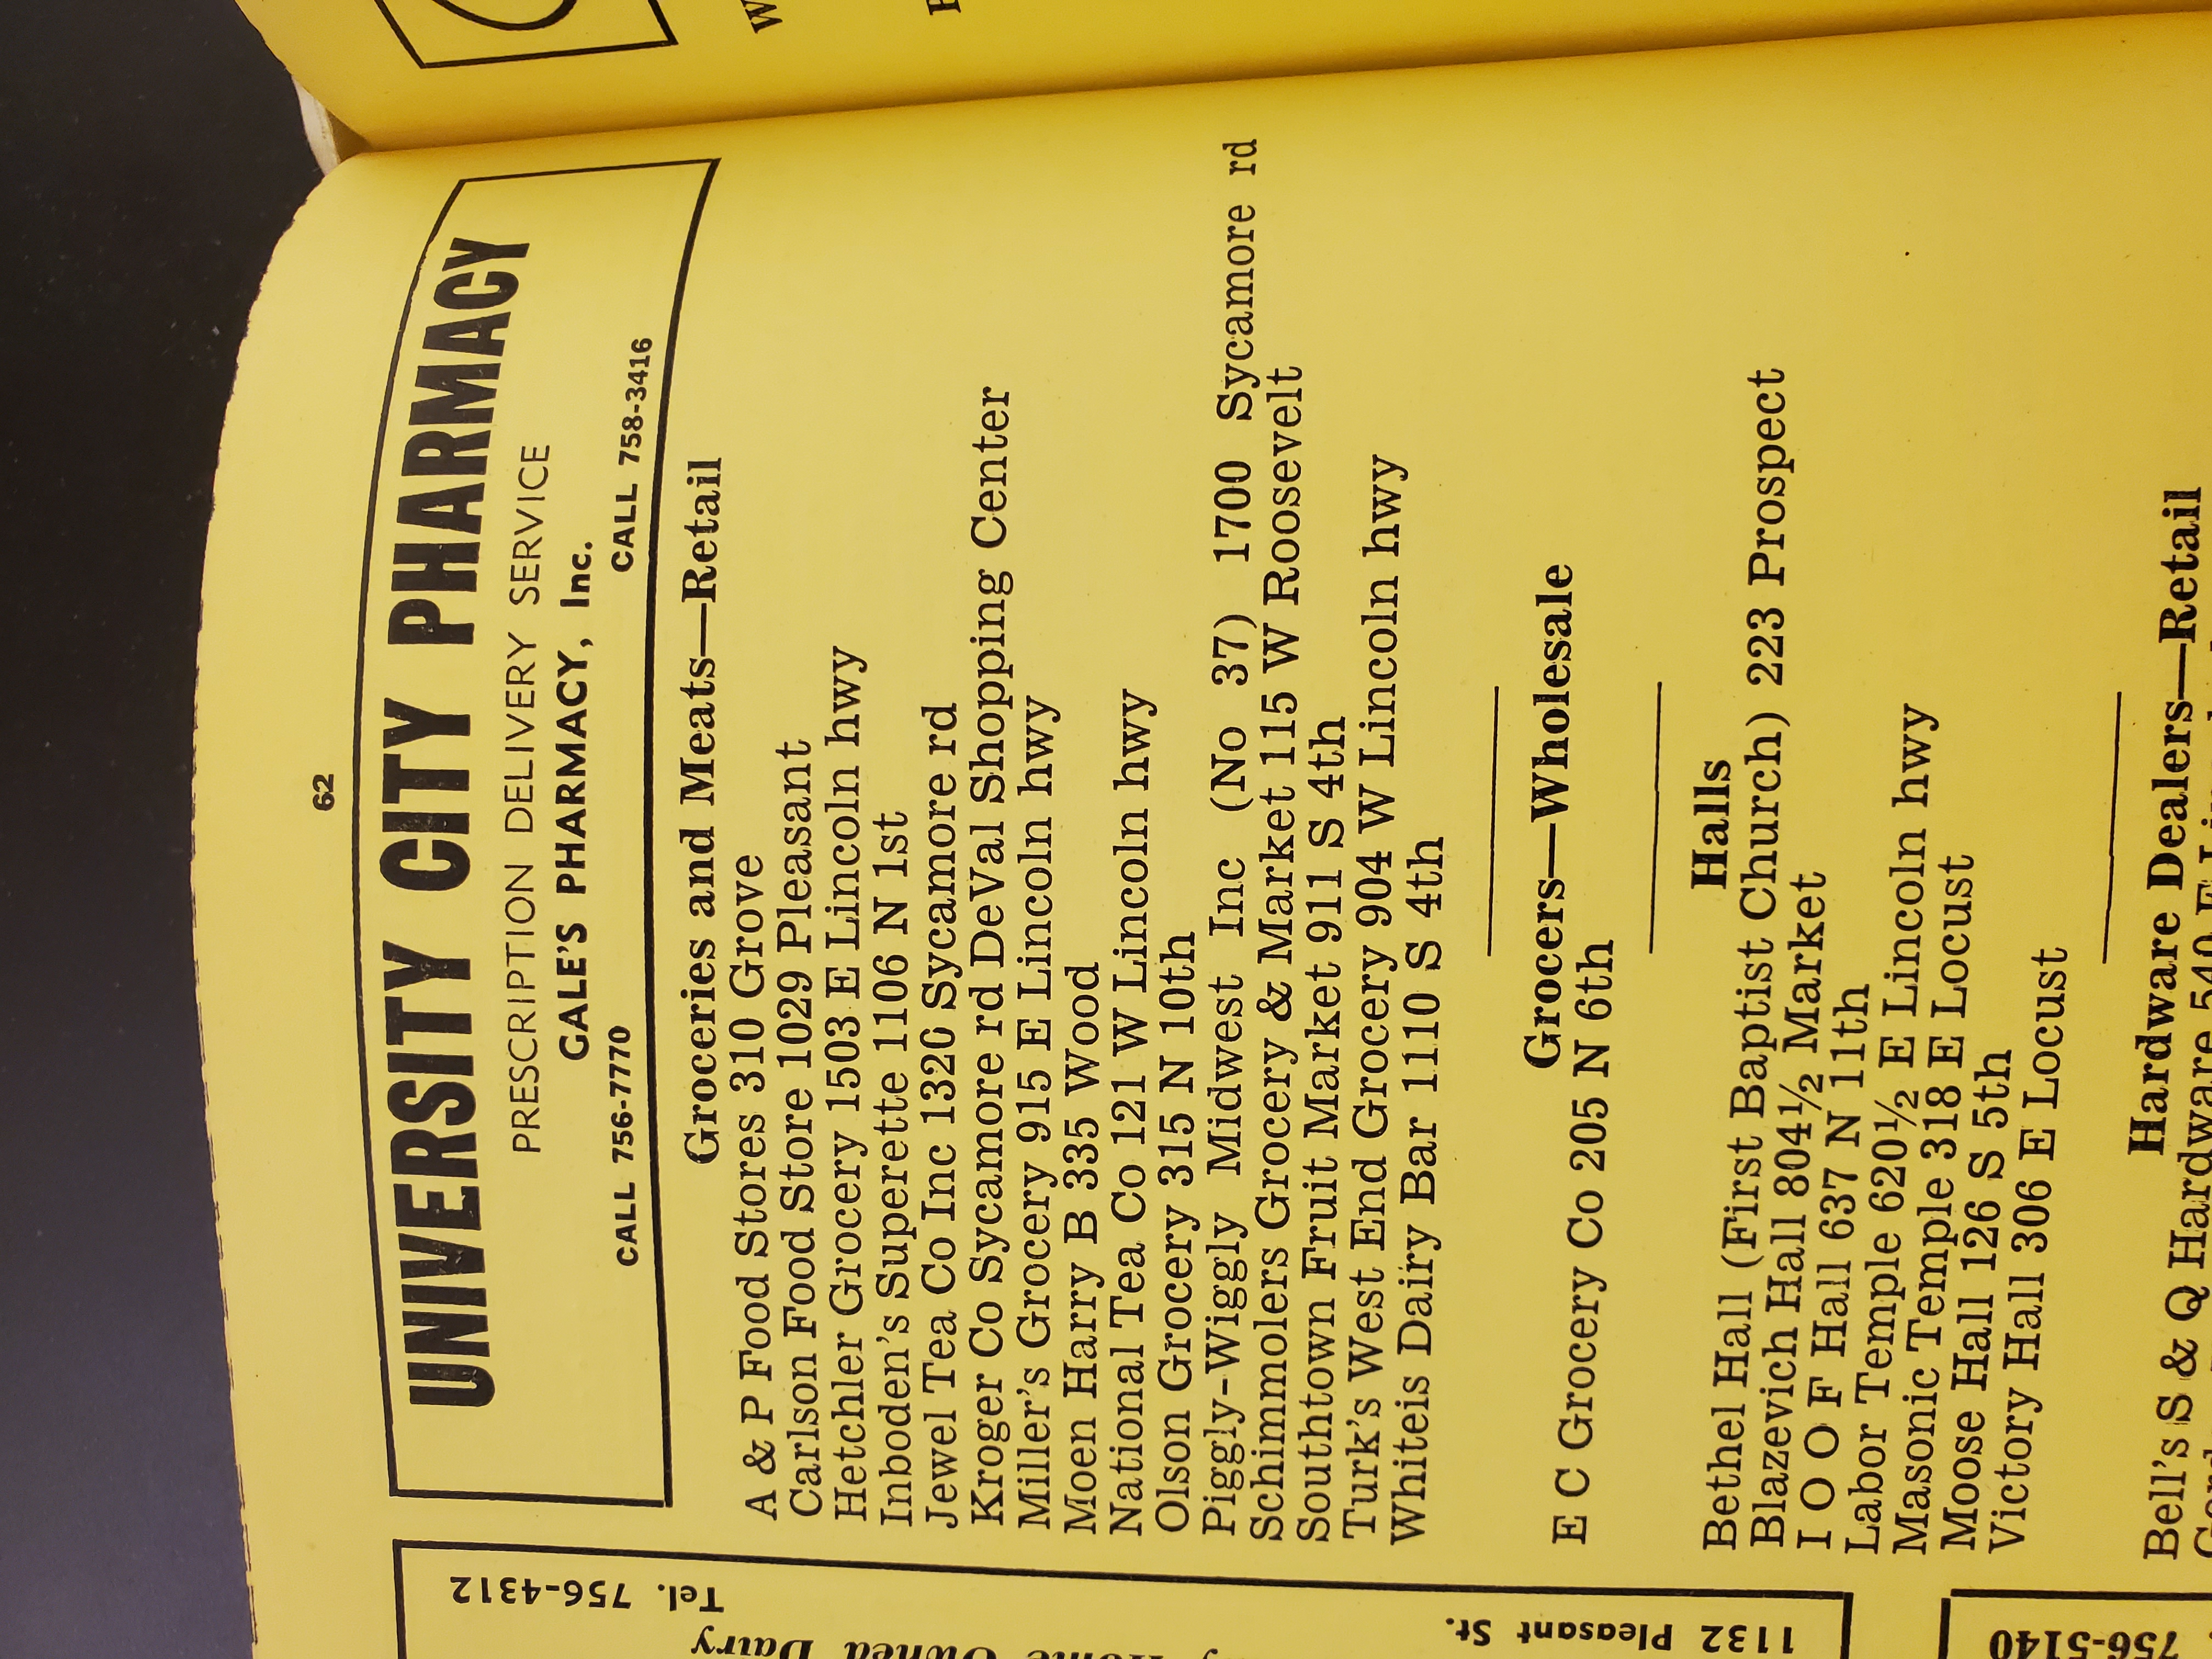 62
UNIVERSITY CITY PHARMACY
PRESCRIPTION DELIVERY SERVICE
GALE'S PHARMACY, Inc.
CALL 756-7770 CALL 758-3416
Groceries and Meats—Retail
A & P Food Stores 310 Grove
Carlson Food Store 1029 Pleasant
Hetchler Grocery 1503 E Lincoln hwy
Inboden's Superette 1106 N 1st
Jewel Tea Co Inc 1320 Sycamore rd
Kroger Co Sycamore rd DeVal Shopping Center
Miller's Grocery 915 E Lincoln hwy
Moen Harry B 335 Wood
National Tea Co 121 W Lincoln hwy
Olson Grocery 315 N 10th
Piggly-Wiggly Midwest Inc (No 37) 1700 Sycamore rd
Schimmolers Grocery & Market 115 W Roosevelt
Southtown Fruit Market 911 S 4th
Turk's West End Grocery 904 W Lincoln hwy
Whiteis Dairy Bar 1110 S 4th
Grocers—Wholesale
E C Grocery Co 205 N 6th
Halls
Bethel Hall (First Baptist Church) 223 Prospect
Blazevich Hall 804½ Market
I O O F Hall 637 N 11th
Labor Temple 620½ E Lincoln hwy
Masonic Temple 318 E Locust
Moose Hall 126 S 5th
Victory Hall 306 E Locust
Hardware Dealers—Retail
Bell's S & Q Hardware 540 E
Tel. 756-4312
Owned Dairy
1132 Pleasant St.
756-5140